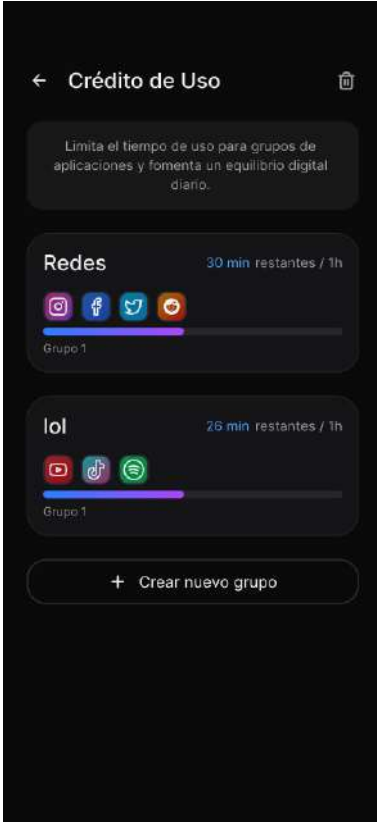 Crédito de Uso
Limita el tiempo de uso para grupos de
aplicaciones y fomenta un equilibrio digital
diario.
Redes
30 min restantes / 1h
Grupo 1
lol
26 min restantes / 1h
Grupo 1
+ Crear nuevo grupo